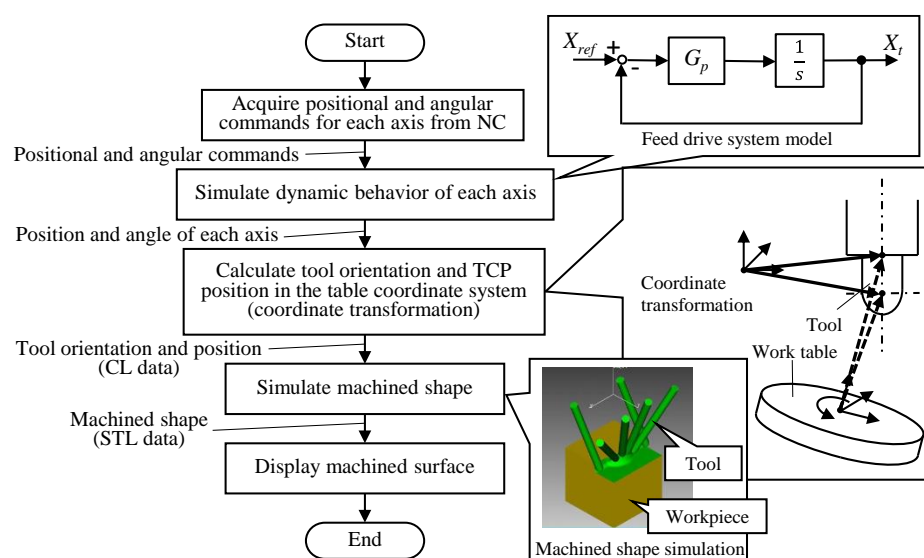 Start
Acquire positional and angular
commands for each axis from NC
Positional and angular commands
Simulate dynamic behavior of each axis
Position and angle of each axis
Calculate tool orientation and TCP
position in the table coordinate system
(coordinate transformation)
Tool orientation and position
(CL data)
Simulate machined shape
Machined shape
(STL data)
Display machined surface
End
X_ref
+
-
G_p
1
s
X_t
Feed drive system model
Coordinate
transformation
Tool
Work table
Tool
Workpiece
Machined shape simulation